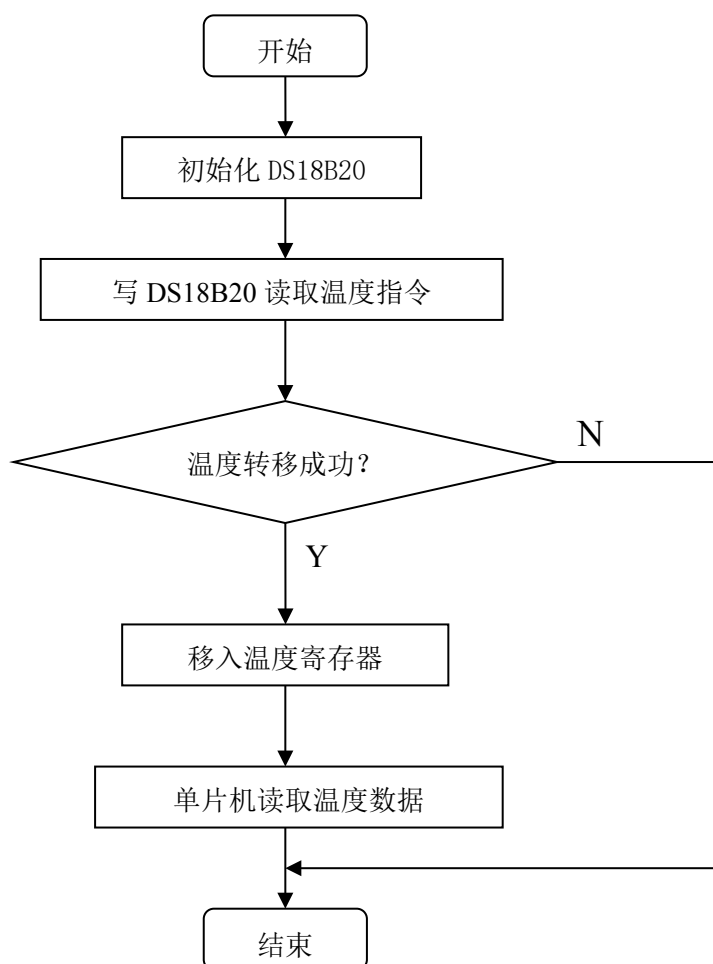 开始
初始化 DS18B20
写 DS18B20 读取温度指令
温度转移成功?
N
Y
移入温度寄存器
单片机读取温度数据
结束